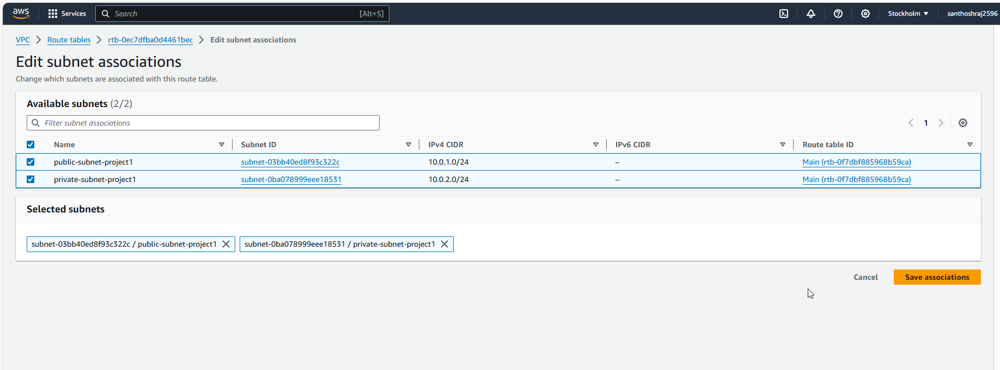 aws Services Search [Alt+S] Stockholm santhoshraj2596
VPC Route tables rtb-0ec7dfba0d4461bec Edit subnet associations
Edit subnet associations
Change which subnets are associated with this route table.
Available subnets (2/2)
Filter subnet associations 1
Name Subnet ID IPv4 CIDR IPv6 CIDR Route table ID
public-subnet-project1 subnet-03bb40ed8f93c322c 10.0.1.0/24 – Main (rtb-0f7dbf885968b59ca)
private-subnet-project1 subnet-0ba078999eee18531 10.0.2.0/24 – Main (rtb-0f7dbf885968b59ca)
Selected subnets
subnet-03bb40ed8f93c322c / public-subnet-project1 subnet-0ba078999eee18531 / private-subnet-project1
Cancel Save associations